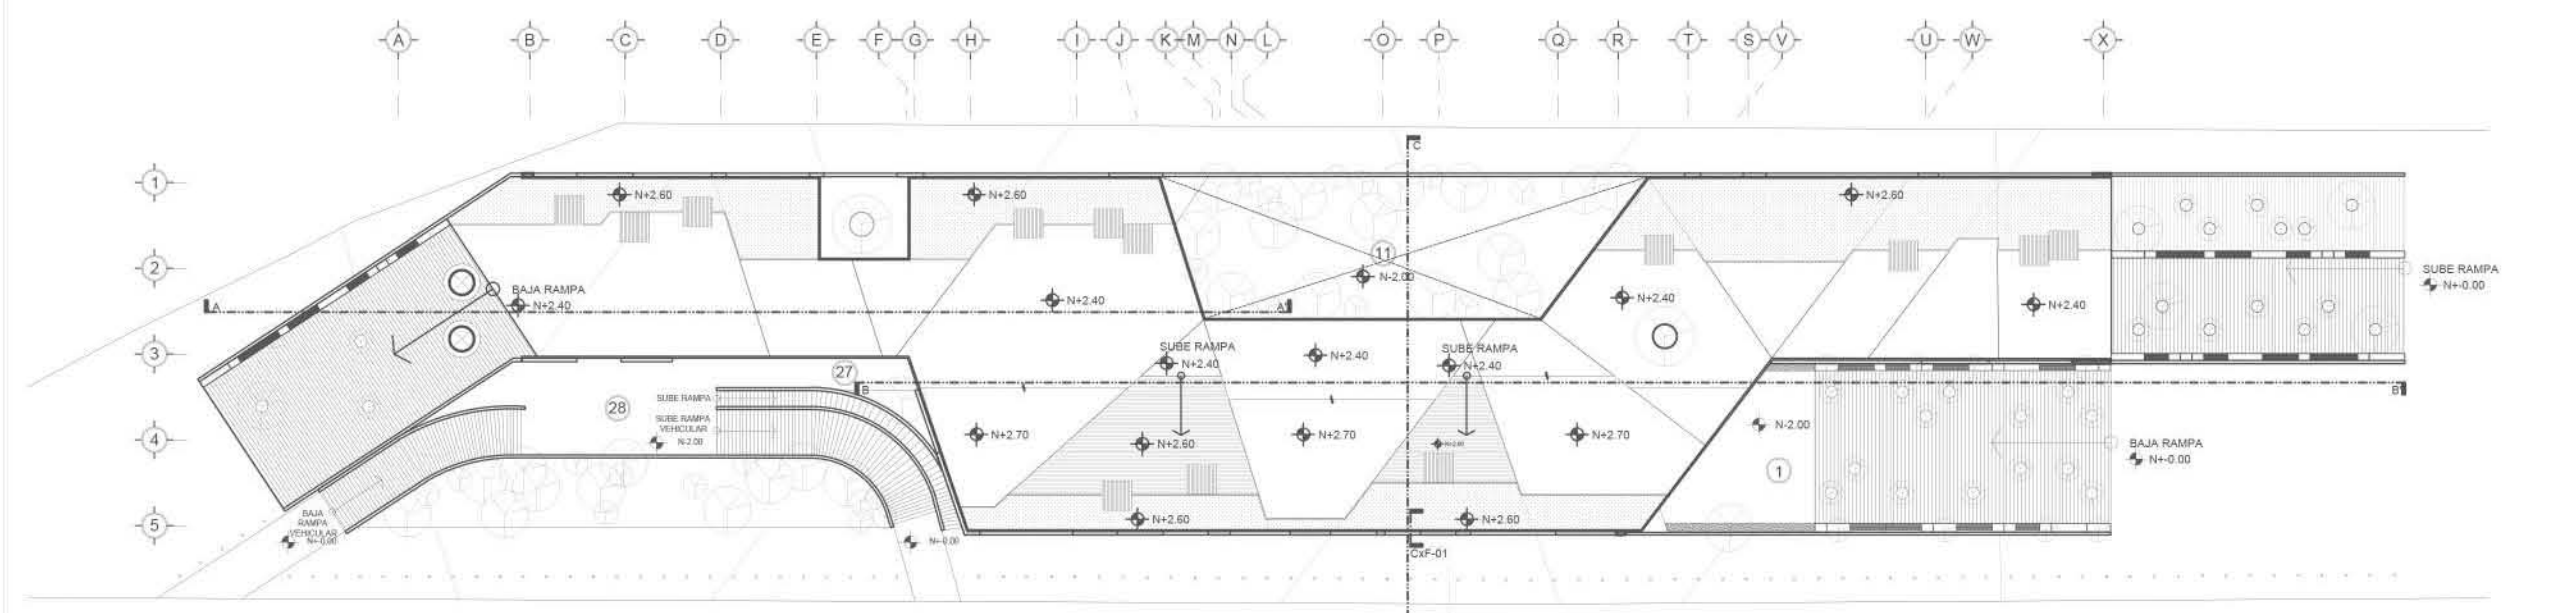 A B C D E F G H I J K M N L O P Q R T S V U W X
C
1
N+2.60
N+2.60
N+2.60
11
N-2.00
2
BAJA RAMPA
N+2.40
N+2.40
N+2.40
N+2.40
SUBE RAMPA
N+-0.00
A
A'
3
SUBE RAMPA
N+2.40
N+2.40
SUBE RAMPA
N+2.40
27
B
B'
28
SUBE RAMPA
SUBE RAMPA
VEHICULAR
N-2.00
4
N+2.70
N+2.60
N+2.70
N+2.60
N+2.70
N-2.00
1
BAJA RAMPA
N+-0.00
5
BAJA
RAMPA
VEHICULAR
N+-0.00
N+-0.00
N+2.60
N+2.60
CxF-01